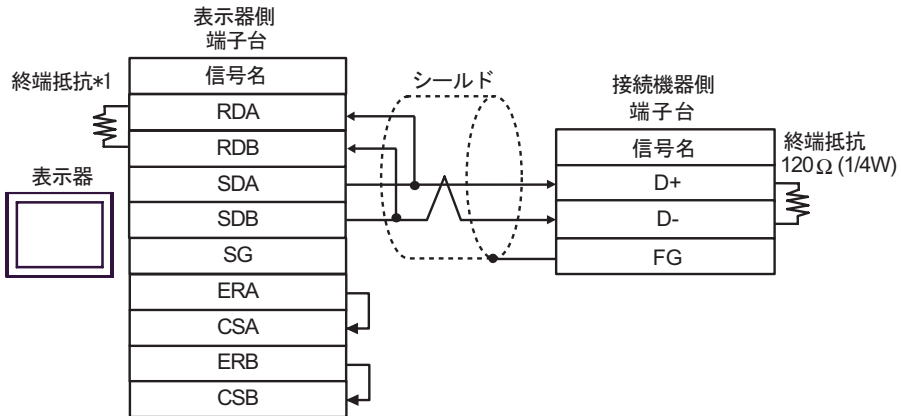 表示器側
端子台
終端抵抗*1
信号名
RDA
RDB
SDA
SDB
SG
ERA
CSA
ERB
CSB
表示器
シールド
接続機器側
端子台
信号名
D+
D-
FG
終端抵抗
120Ω (1/4W)